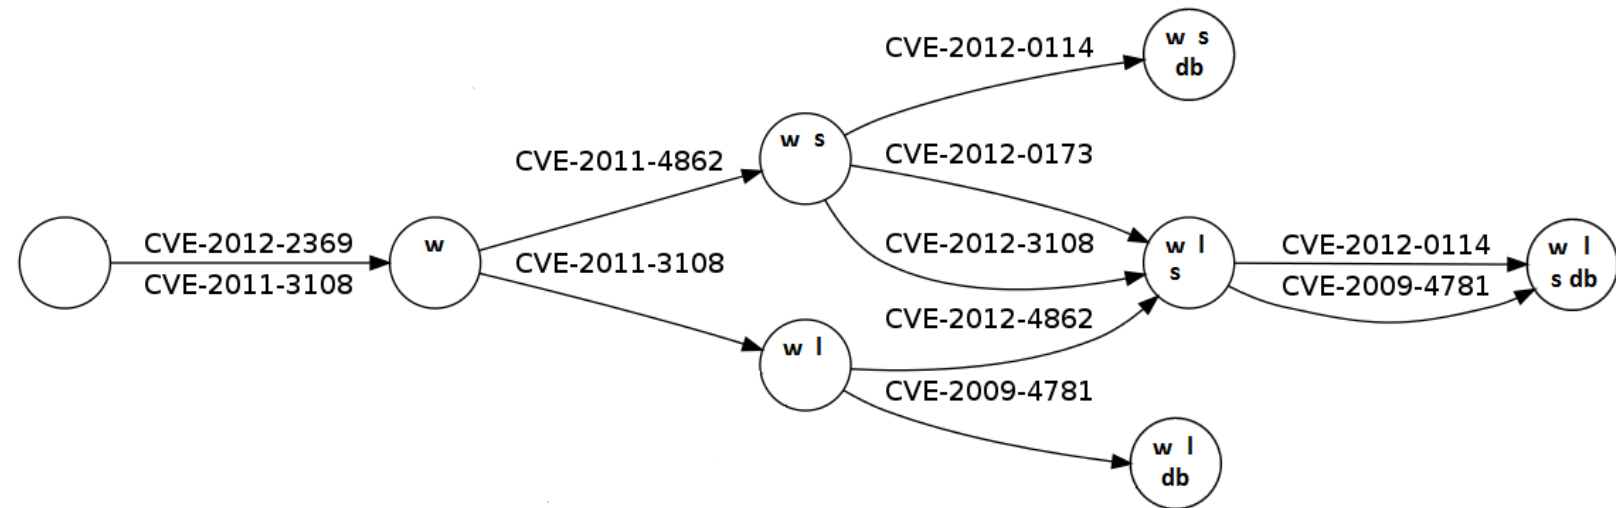 CVE-2012-2369
CVE-2011-3108
w
CVE-2011-4862
CVE-2011-3108
w s
w l
CVE-2012-0114
CVE-2012-0173
CVE-2012-3108
CVE-2012-4862
CVE-2009-4781
w s
db
w l
s
w l
db
CVE-2012-0114
CVE-2009-4781
w l
s db